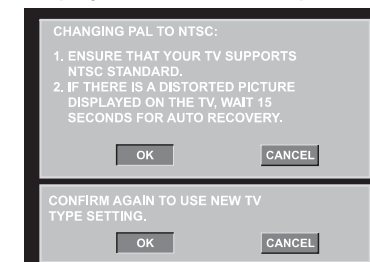 CHANGING PAL TO NTSC:
1. ENSURE THAT YOUR TV SUPPORTS
NTSC STANDARD.
2. IF THERE IS A DISTORTED PICTURE
DISPLAYED ON THE TV, WAIT 15
SECONDS FOR AUTO RECOVERY.
OK CANCEL
CONFIRM AGAIN TO USE NEW TV
TYPE SETTING.
OK CANCEL